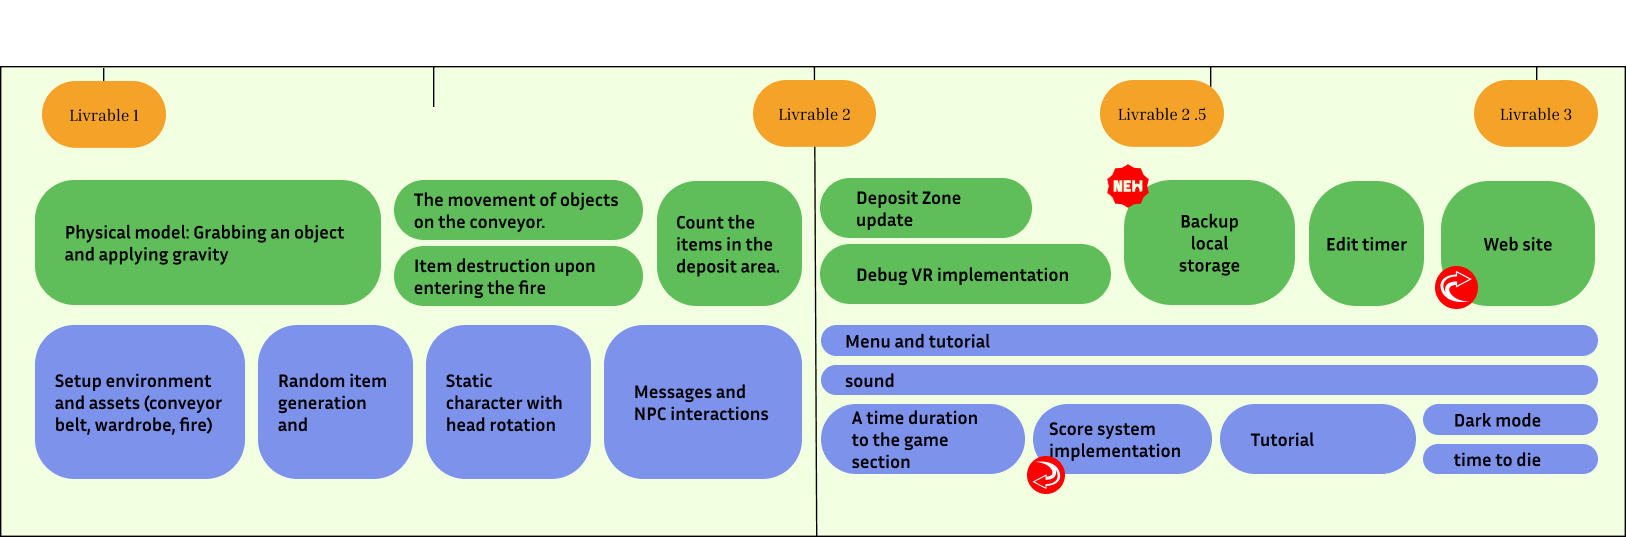 Livrable 1
Livrable 2
Livrable 2 .5
Livrable 3
Physical model: Grabbing an object
and applying gravity
The movement of objects
on the conveyor.
Item destruction upon
entering the fire
Count the
items in the
deposit area.
Deposit Zone
update
Debug VR implementation
NEW
Backup
local
storage
Edit timer
Web site
Setup environment
and assets (conveyor
belt, wardrobe, fire)
Random item
generation
and
Static
character with
head rotation
Messages and
NPC interactions
Menu and tutorial
sound
A time duration
to the game
section
Score system
implementation
Tutorial
Dark mode
time to die